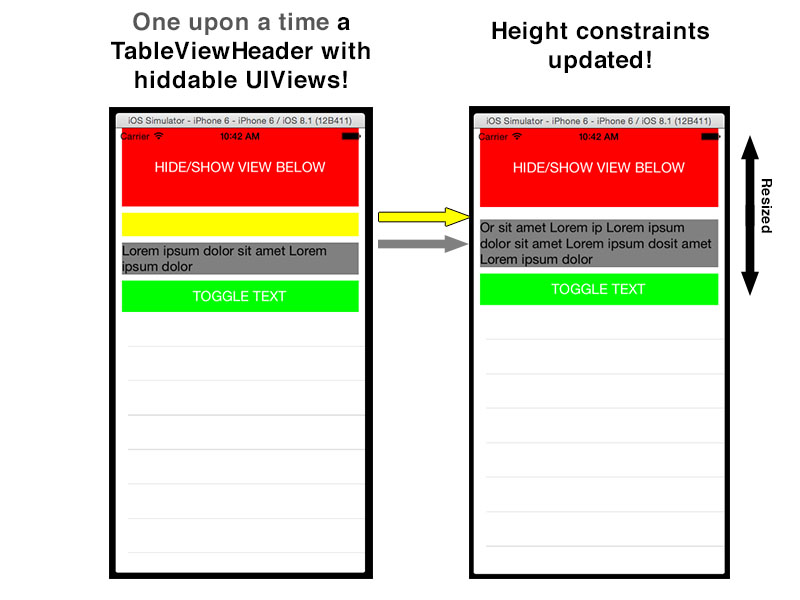 One upon a time a
TableViewHeader with
hiddable UIViews!
Height constraints
updated!
iOS Simulator - iPhone 6 - iPhone 6 / iOS 8.1 (12B411)
Carrier 10:42 AM
HIDE/SHOW VIEW BELOW
Lorem ipsum dolor sit amet Lorem
ipsum dolor
TOGGLE TEXT
iOS Simulator - iPhone 6 - iPhone 6 / iOS 8.1 (12B411)
Carrier 10:42 AM
HIDE/SHOW VIEW BELOW
Or sit amet Lorem ip Lorem ipsum
dolor sit amet Lorem ipsum dosit amet
Lorem ipsum dolor
TOGGLE TEXT
Resized